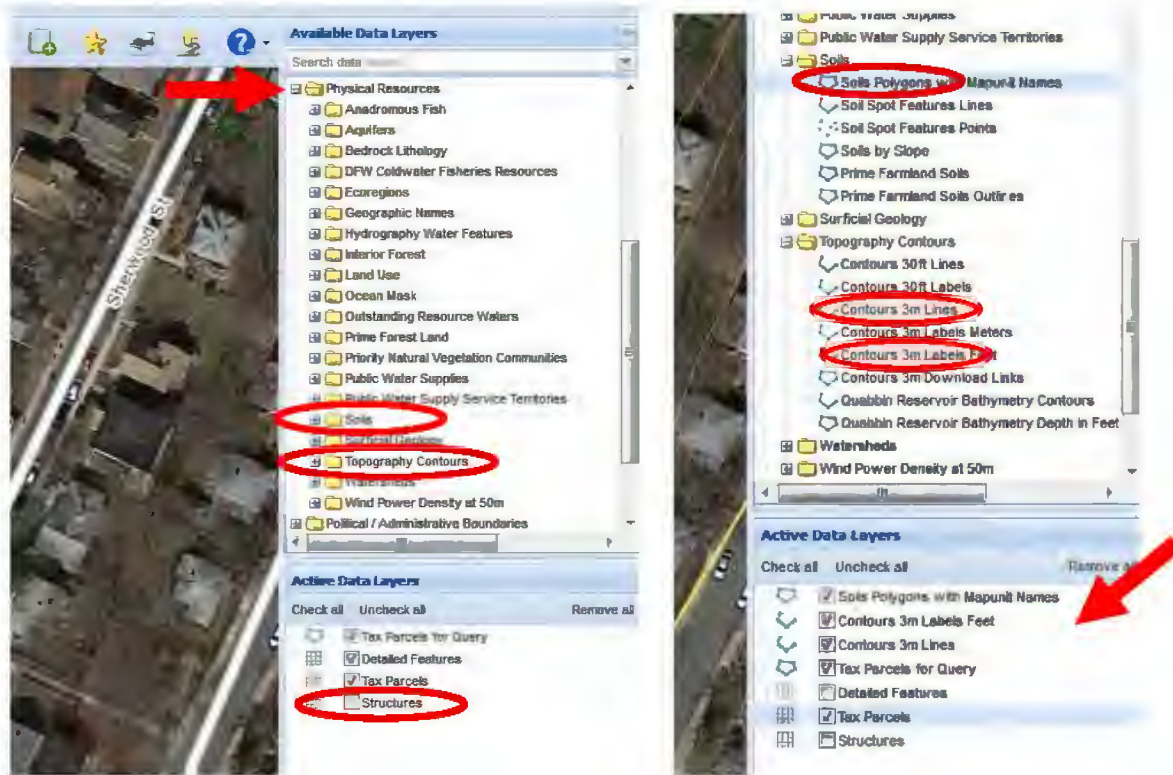 Available Data Layers
Search data
Physical Resources
Anadromous Fish
Aquifers
Bedrock Lithology
DFW Coldwater Fisheries Resources
Ecoregions
Geographic Names
Hydrography Water Features
Interior Forest
Land Use
Ocean Mask
Outstanding Resource Waters
Prime Forest Land
Priority Natural Vegetation Communities
Public Water Supplies
Public Water Supply Service Territories
Soils
Surficial Geology
Topography Contours
Watersheds
Wind Power Density at 50m
Political / Administrative Boundaries
Active Data Layers
Check all Uncheck all Remove all
Tax Parcels for Query
Detailed Features
Tax Parcels
Structures
Sherwood St
Public Water Supplies
Public Water Supply Service Territories
Soils
Soils Polygons with Mapunit Names
Soil Spot Features Lines
Soil Spot Features Points
Soils by Slope
Prime Farmland Soils
Prime Farmland Soils Outlines
Surficial Geology
Topography Contours
Contours 30ft Lines
Contours 30ft Labels
Contours 3m Lines
Contours 3m Labels Meters
Contours 3m Labels Feet
Contours 3m Download Links
Quabbin Reservoir Bathymetry Contours
Quabbin Reservoir Bathymetry Depth in Feet
Watersheds
Wind Power Density at 50m
Active Data Layers
Check all Uncheck all Remove all
Soils Polygons with Mapunit Names
Contours 3m Labels Feet
Contours 3m Lines
Tax Parcels for Query
Detailed Features
Tax Parcels
Structures